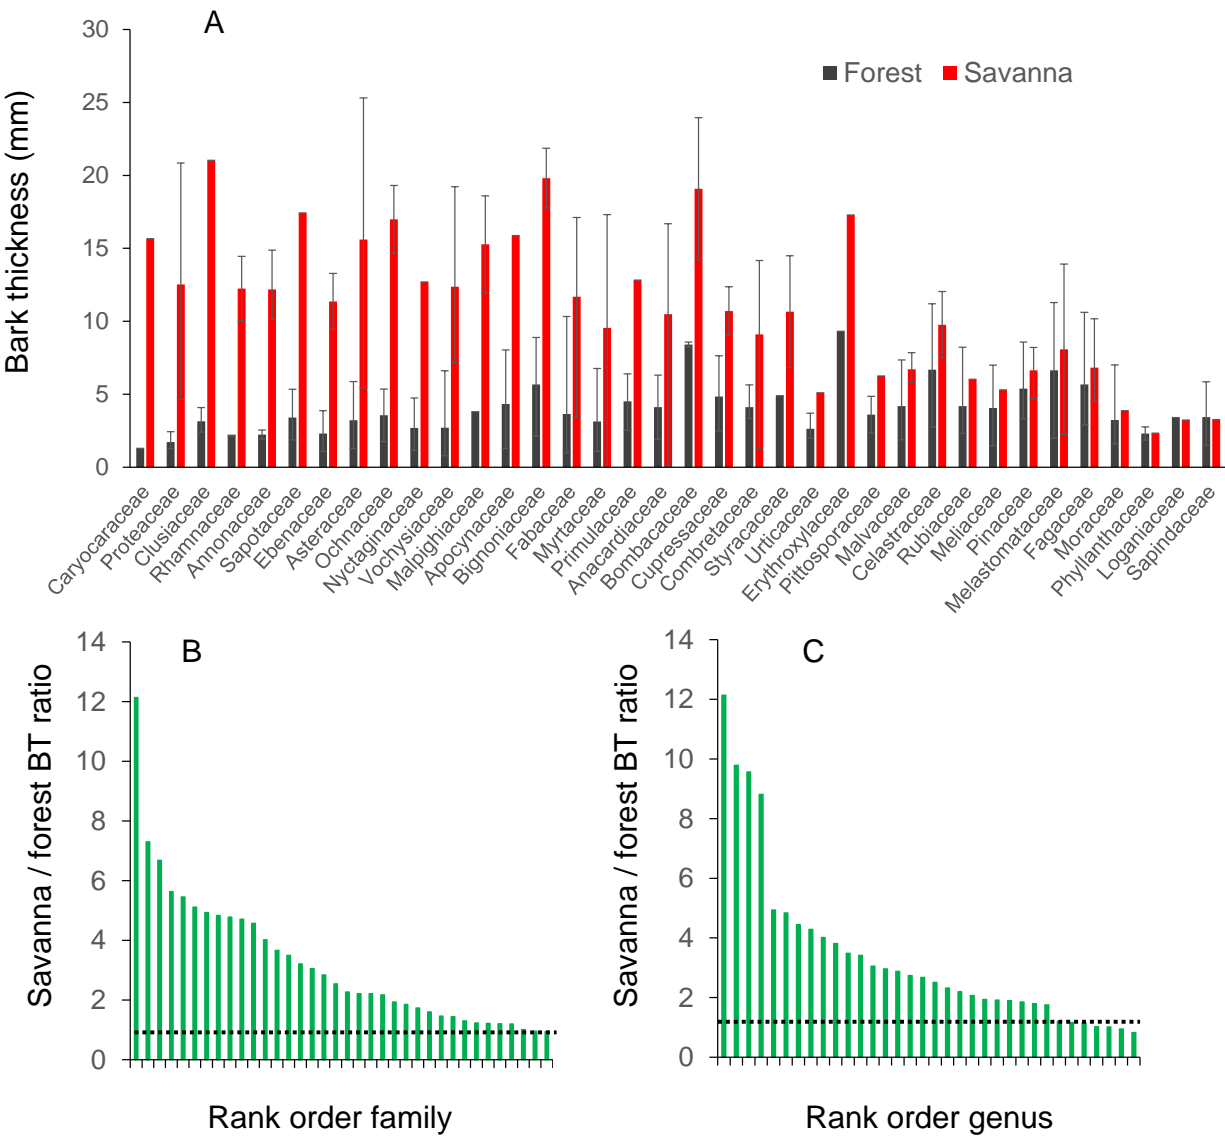 A
Forest
Savanna
Bark thickness (mm)
30
25
20
15
10
5
0
Caryocaraceae
Proteaceae
Clusiaceae
Rhamnaceae
Annonaceae
Sapotaceae
Ebenaceae
Asteraceae
Ochnaceae
Nyctaginaceae
Vochysiaceae
Malpighiaceae
Apocynaceae
Bignoniaceae
Fabaceae
Myrtaceae
Primulaceae
Anacardiaceae
Bombacaceae
Cupressaceae
Combretaceae
Styracaceae
Urticaceae
Erythroxylaceae
Pittosporaceae
Malvaceae
Celastraceae
Rubiaceae
Meliaceae
Pinaceae
Melastomataceae
Fagaceae
Moraceae
Phyllanthaceae
Loganiaceae
Sapindaceae
B
Savanna / forest BT ratio
14
12
10
8
6
4
2
0
Rank order family
C
Savanna / forest BT ratio
14
12
10
8
6
4
2
0
Rank order genus